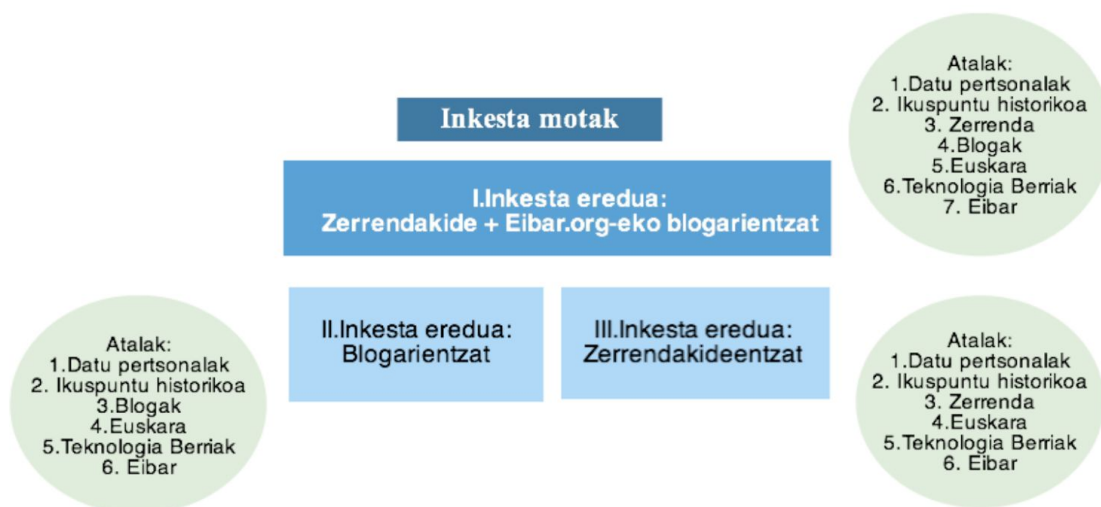 Inkesta motak
I.Inkesta eredua:
Zerrendakide + Eibar.org-eko blogarientzat
Atalak:
1.Datu pertsonalak
2. Ikuspuntu historikoa
3. Zerrenda
4.Blogak
5.Euskara
6.Teknologia Berriak
7. Eibar
II.Inkesta eredua:
Blogarientzat
III.Inkesta eredua:
Zerrendakideentzat
Atalak:
1.Datu pertsonalak
2. Ikuspuntu historikoa
3.Blogak
4.Euskara
5.Teknologia Berriak
6. Eibar
Atalak:
1.Datu pertsonalak
2. Ikuspuntu historikoa
3. Zerrenda
4.Euskara
5.Teknologia Berriak
6. Eibar